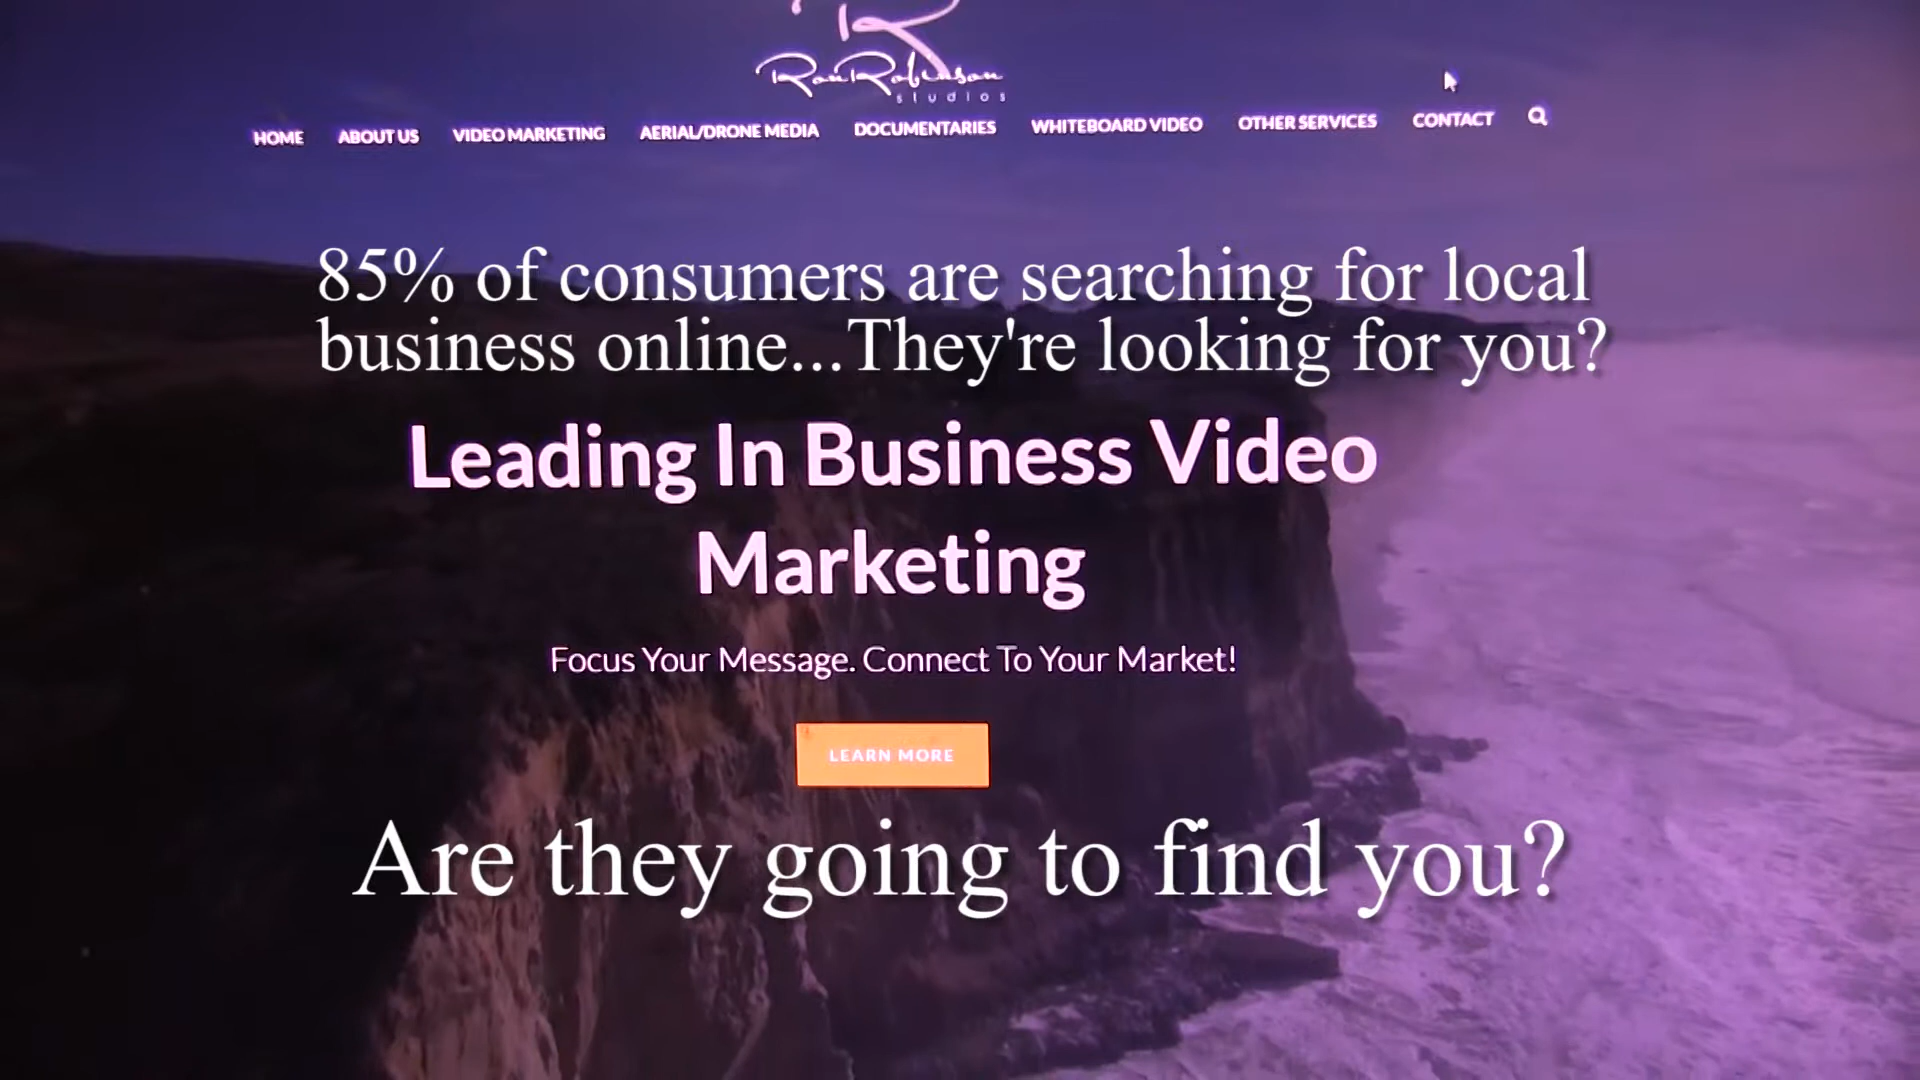 R
RonRobinson
studios
HOME ABOUT US VIDEO MARKETING AERIAL/DRONE MEDIA DOCUMENTARIES WHITEBOARD VIDEO OTHER SERVICES CONTACT
85% of consumers are searching for local
business online...They're looking for you?
Leading In Business Video
Marketing
Focus Your Message. Connect To Your Market!
LEARN MORE
Are they going to find you?